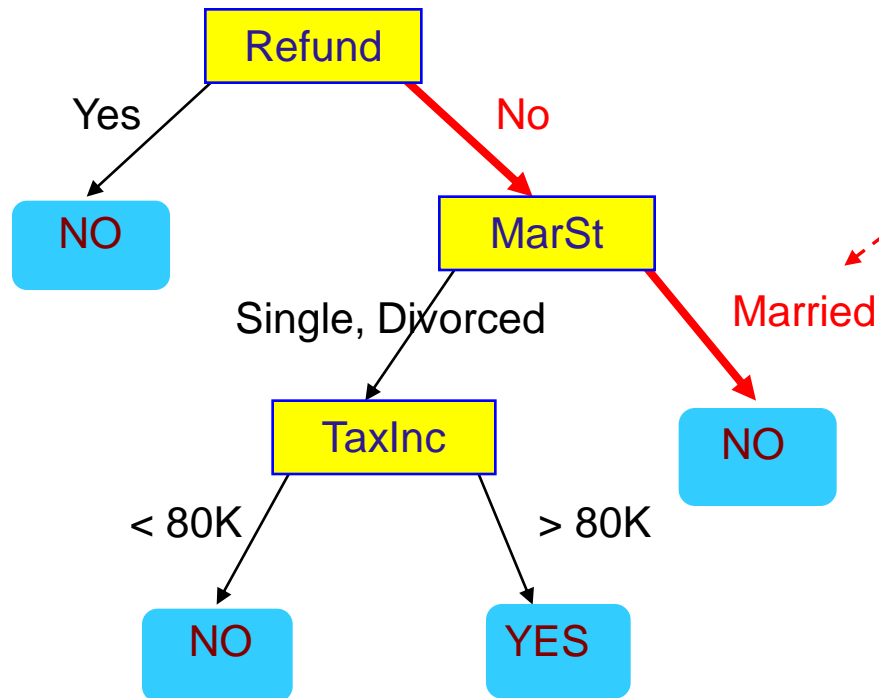 Refund
Yes
No
NO
MarSt
Single, Divorced
Married
TaxInc
NO
< 80K
> 80K
NO
YES